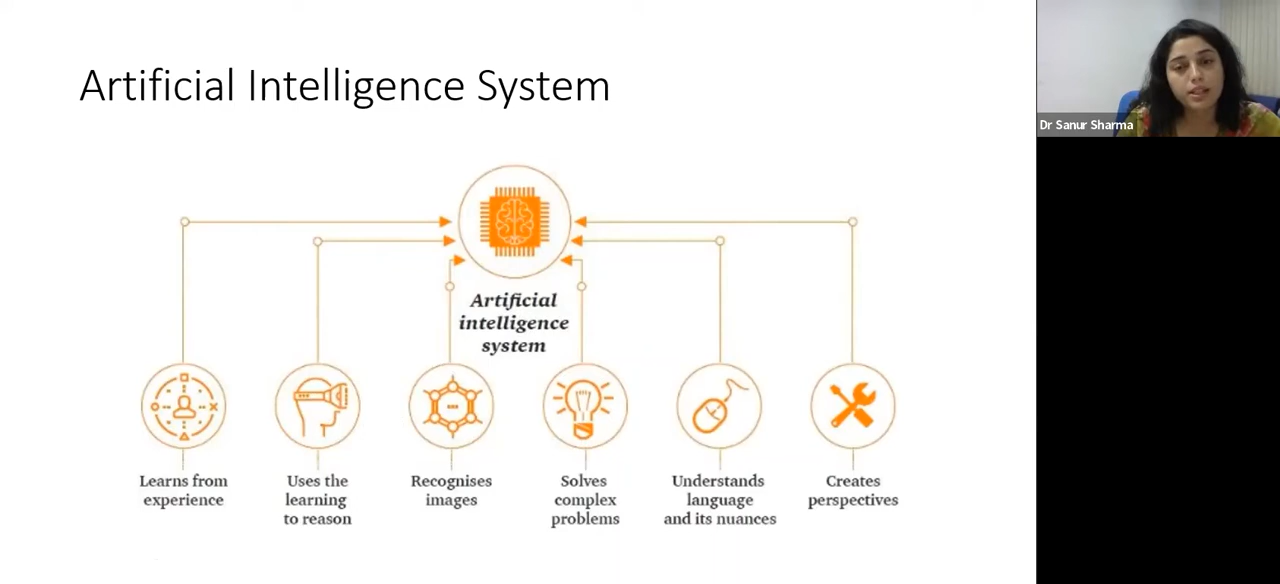 Artificial Intelligence System
Dr Sanur Sharma
Artificial
intelligence
system
Learns from
experience
Uses the
learning
to reason
Recognises
images
Solves
complex
problems
Understands
language
and its nuances
Creates
perspectives